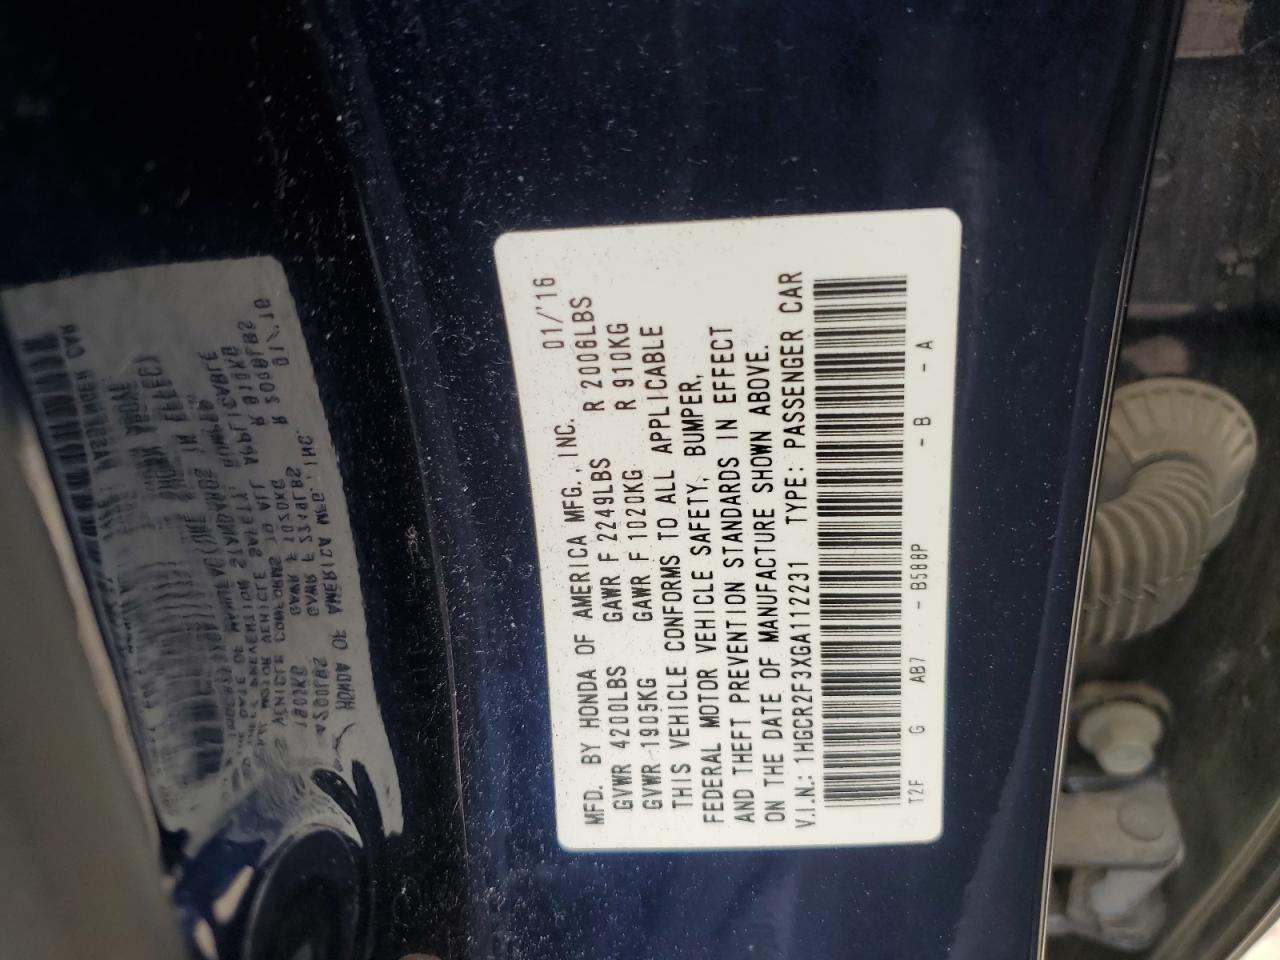 MFD. BY HONDA OF AMERICA MFG., INC. 01/'16
GVWR 4200LBS GAWR F 2249LBS R 2006LBS
GVWR 1905KG GAWR F 1020KG R 910KG
THIS VEHICLE CONFORMS TO ALL APPLICABLE
FEDERAL MOTOR VEHICLE SAFETY, BUMPER,
AND THEFT PREVENTION STANDARDS IN EFFECT
ON THE DATE OF MANUFACTURE SHOWN ABOVE.
V.I.N.: 1HGCR2F3XGA112231 TYPE: PASSENGER CAR
T2F G AB7 - B588P - B - A